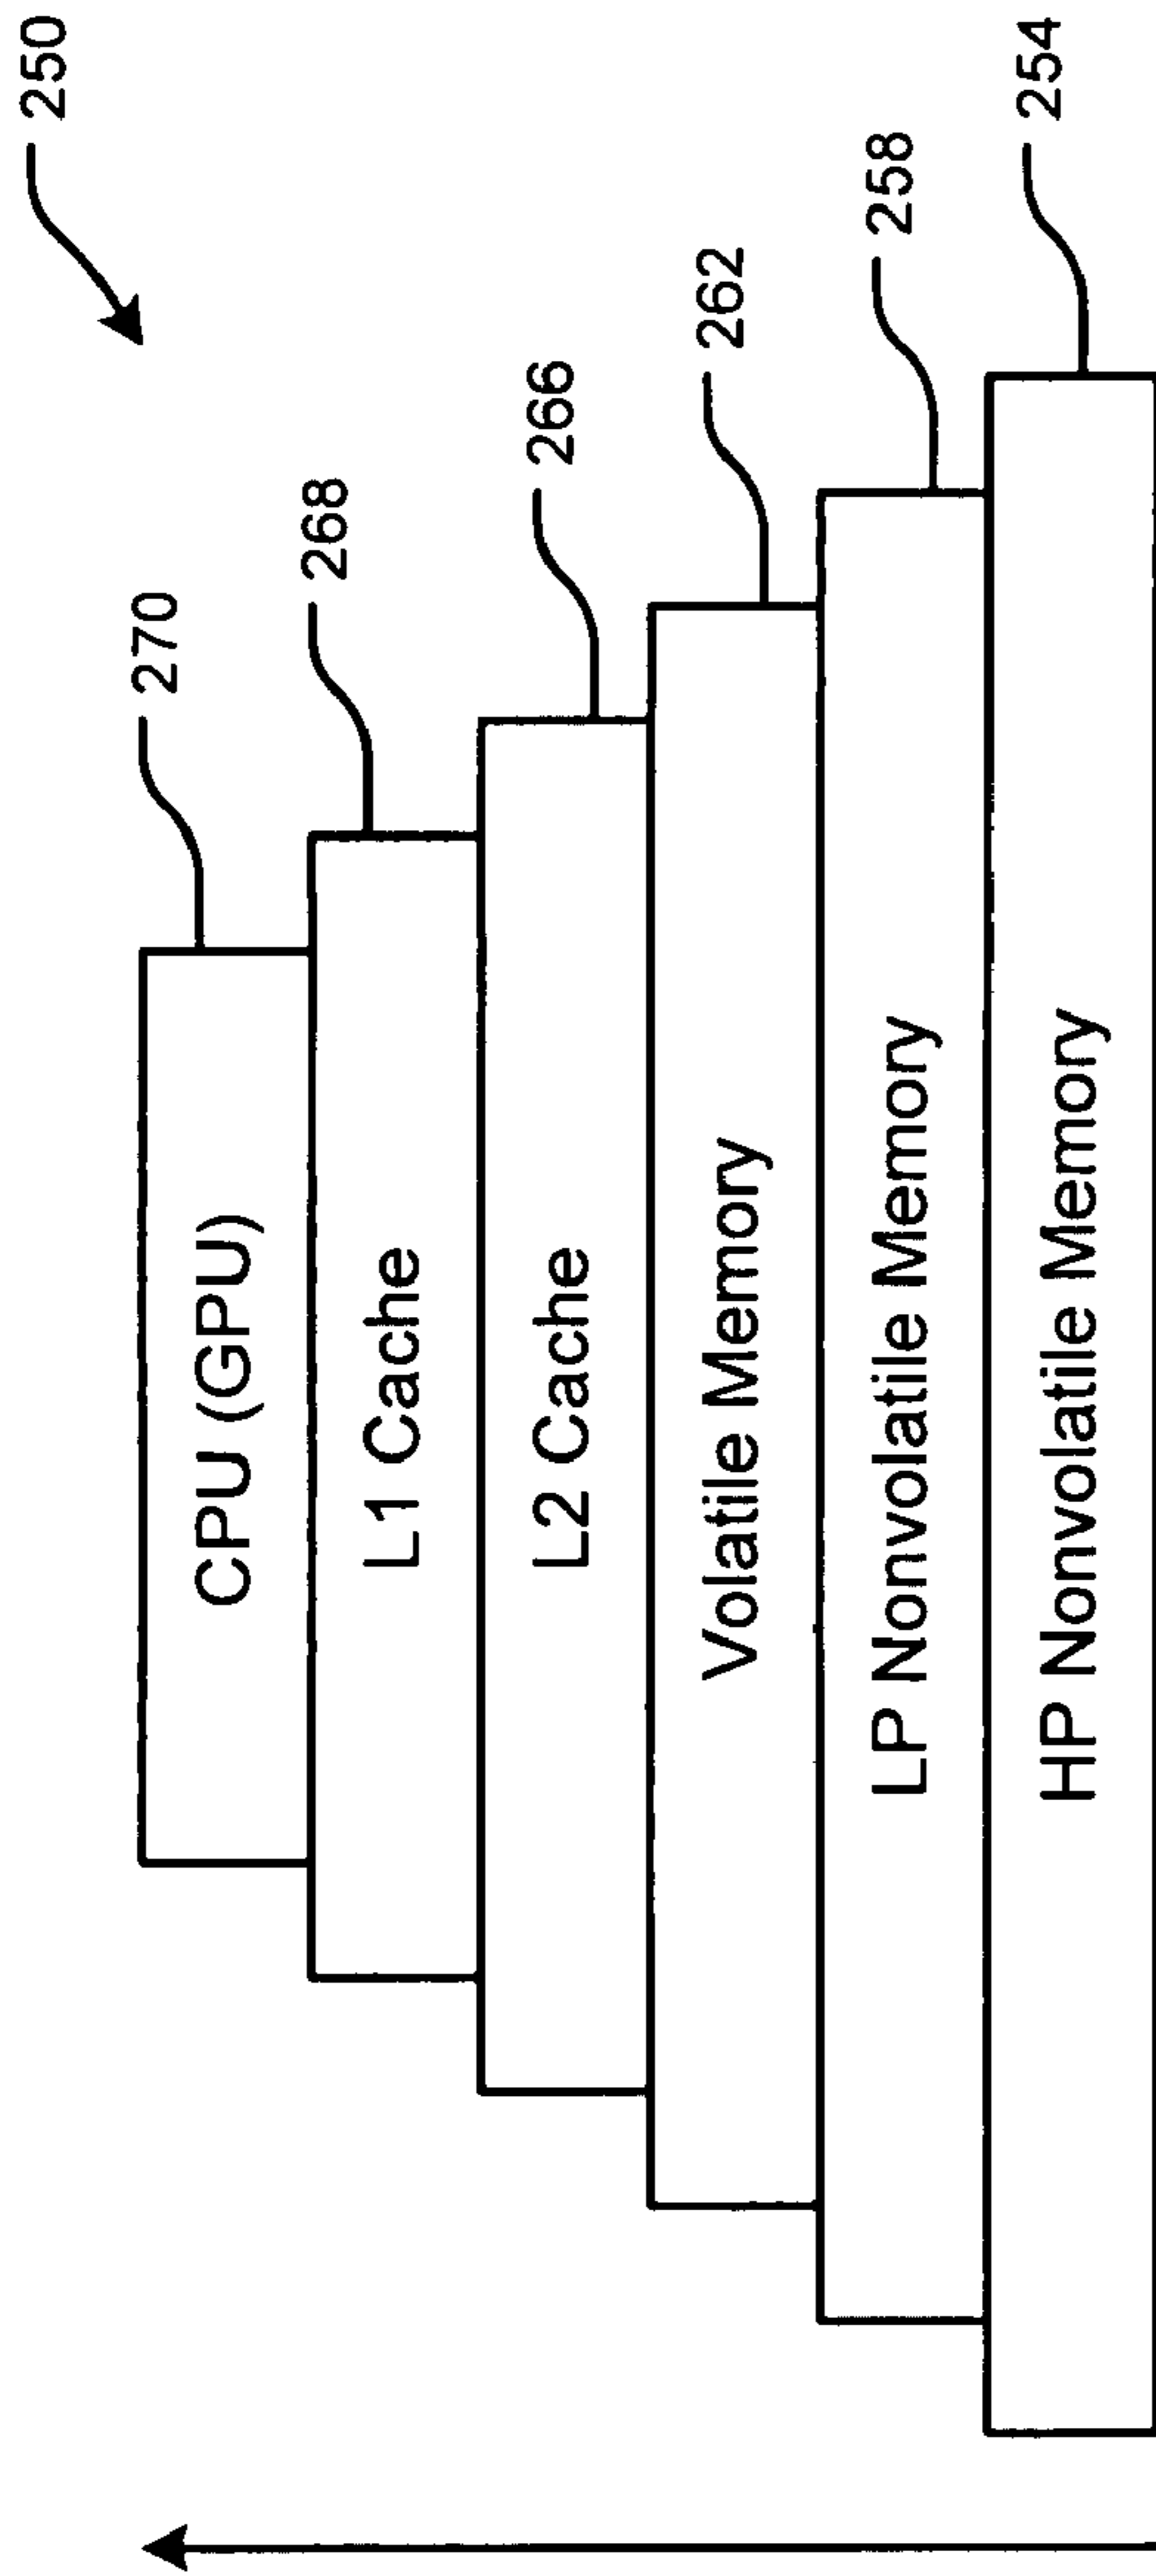 250
270
CPU (GPU)
268
L1 Cache
266
L2 Cache
262
Volatile Memory
258
LP Nonvolatile Memory
254
HP Nonvolatile Memory